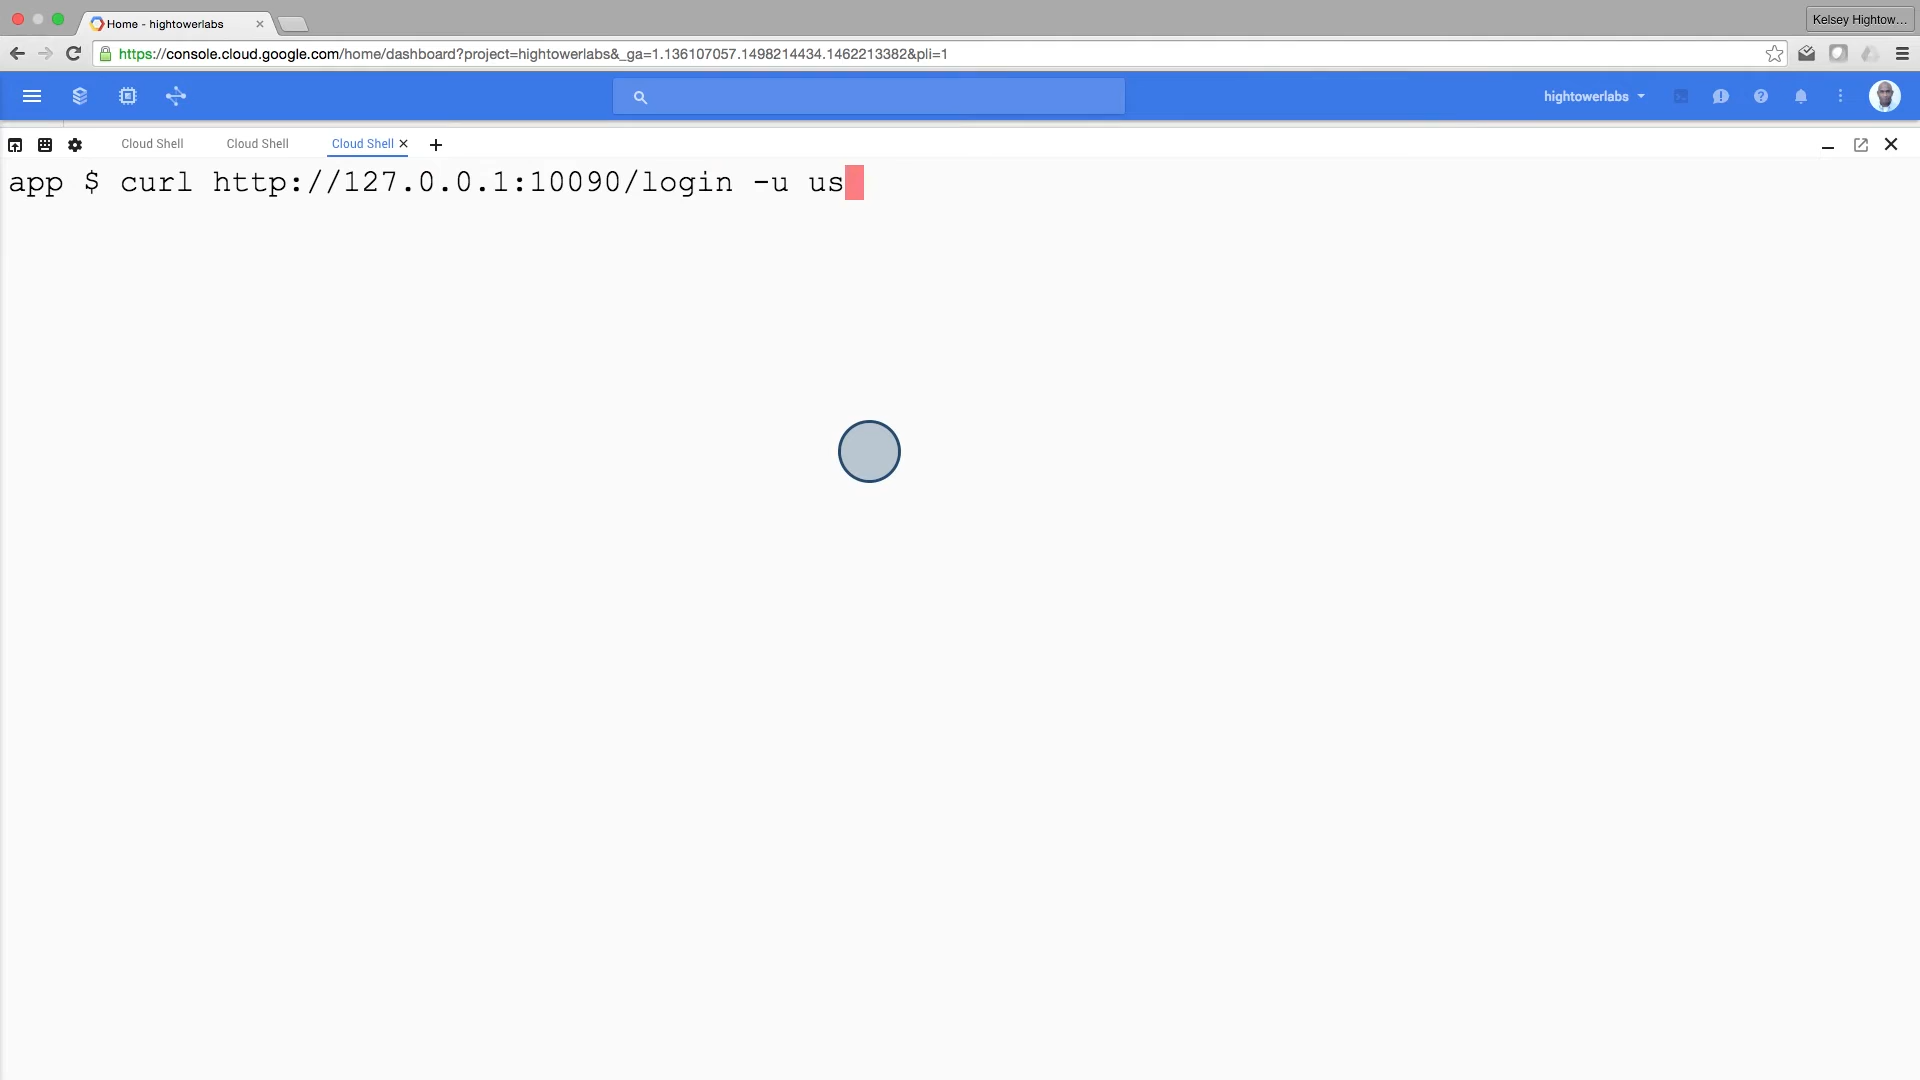 Home - hightowerlabs
Kelsey Hightow...
https://console.cloud.google.com/home/dashboard?project=hightowerlabs&_ga=1.136107057.1498214434.1462213382&pli=1
hightowerlabs
Cloud Shell Cloud Shell Cloud Shell
app $ curl http://127.0.0.1:10090/login -u us